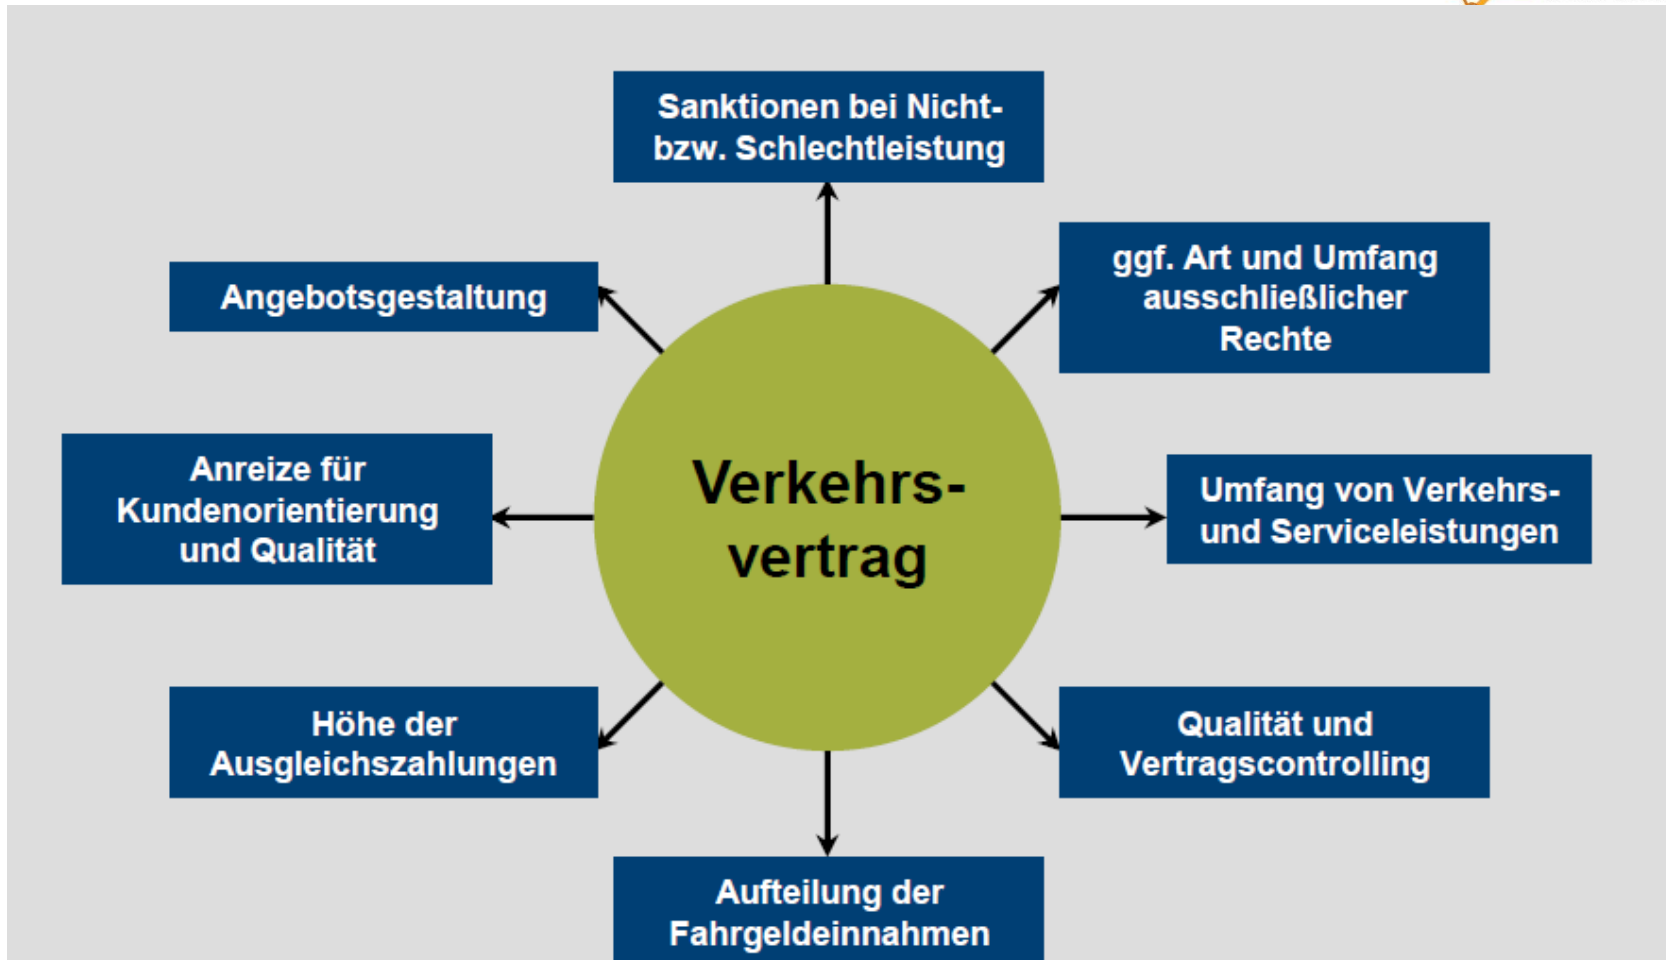 Sanktionen bei Nicht-
bzw. Schlechtleistung
ggf. Art und Umfang
ausschließlicher
Rechte
Angebotsgestaltung
Anreize für
Kundenorientierung
und Qualität
Verkehrs-
vertrag
Umfang von Verkehrs-
und Serviceleistungen
Höhe der
Ausgleichszahlungen
Qualität und
Vertragscontrolling
Aufteilung der
Fahrgeldeinnahmen